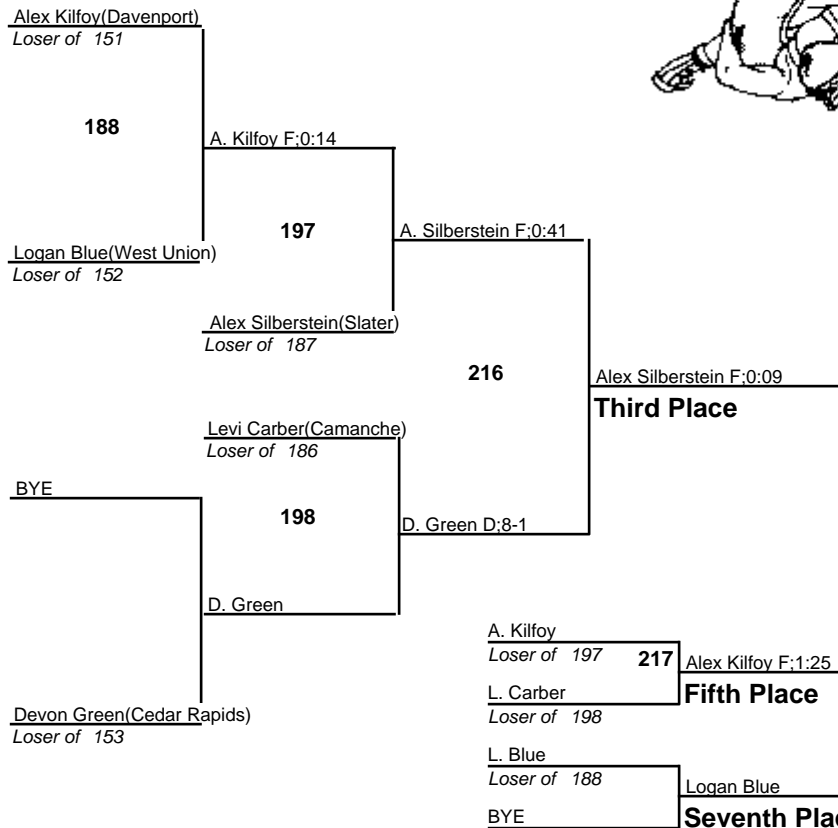 Alex Kilfoy(Davenport)
Loser of 151
188
A. Kilfoy F;0:14
Logan Blue(West Union)
Loser of 152
197
A. Silberstein F;0:41
Alex Silberstein(Slater)
Loser of 187
216
Alex Silberstein F;0:09
Third Place
Levi Carber(Camanche)
Loser of 186
BYE
198
D. Green D;8-1
D. Green
Devon Green(Cedar Rapids)
Loser of 153
A. Kilfoy
Loser of 197
217
Alex Kilfoy F;1:25
Fifth Place
L. Carber
Loser of 198
L. Blue
Loser of 188
Logan Blue
BYE
Seventh Plac